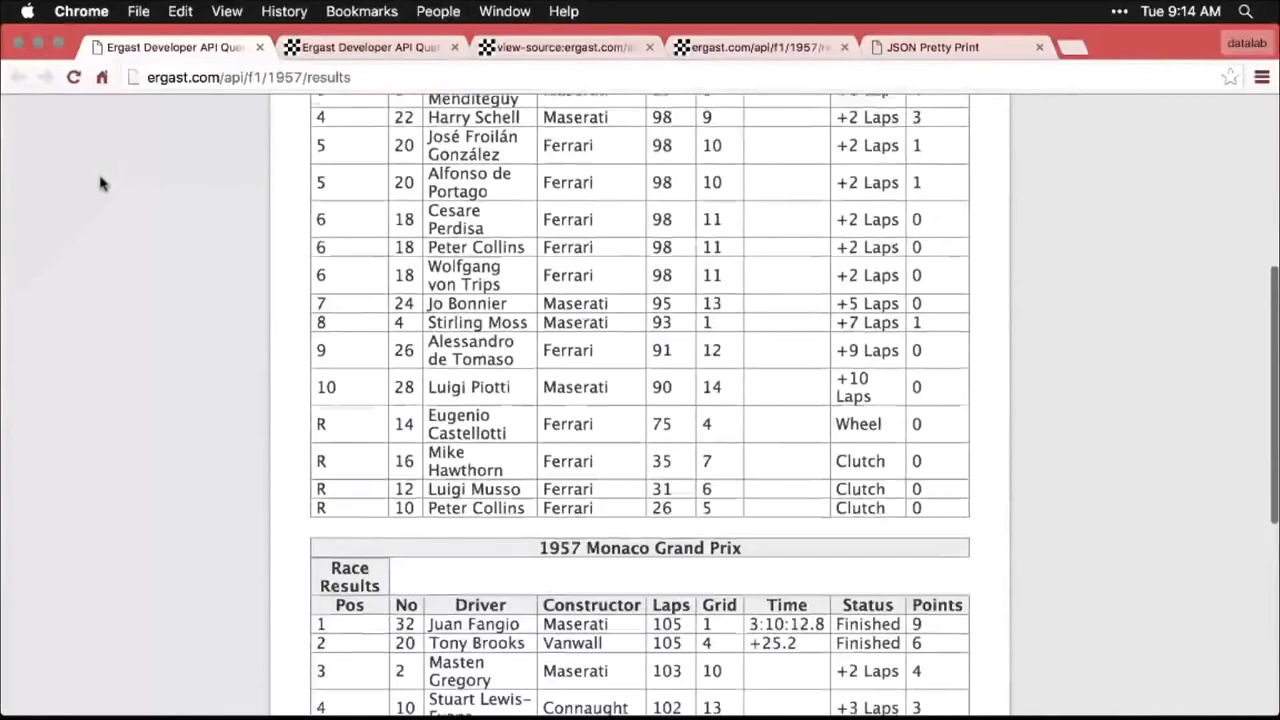 Chrome File Edit View History Bookmarks People Window Help ••• Tue 9:14 AM
Ergast Developer API Que × Ergast Developer API Que × view-source:ergast.com/a × ergast.com/api/f1/1957/r × JSON Pretty Print × datalab
ergast.com/api/f1/1957/results
Menditeguy
4 22 Harry Schell Maserati 98 9 +2 Laps 3
5 20 José Froilán González Ferrari 98 10 +2 Laps 1
5 20 Alfonso de Portago Ferrari 98 10 +2 Laps 1
6 18 Cesare Perdisa Ferrari 98 11 +2 Laps 0
6 18 Peter Collins Ferrari 98 11 +2 Laps 0
6 18 Wolfgang von Trips Ferrari 98 11 +2 Laps 0
7 24 Jo Bonnier Maserati 95 13 +5 Laps 0
8 4 Stirling Moss Maserati 93 1 +7 Laps 1
9 26 Alessandro de Tomaso Ferrari 91 12 +9 Laps 0
10 28 Luigi Piotti Maserati 90 14 +10 Laps 0
R 14 Eugenio Castellotti Ferrari 75 4 Wheel 0
R 16 Mike Hawthorn Ferrari 35 7 Clutch 0
R 12 Luigi Musso Ferrari 31 6 Clutch 0
R 10 Peter Collins Ferrari 26 5 Clutch 0
1957 Monaco Grand Prix
Race Results
Pos No Driver Constructor Laps Grid Time Status Points
1 32 Juan Fangio Maserati 105 1 3:10:12.8 Finished 9
2 20 Tony Brooks Vanwall 105 4 +25.2 Finished 6
3 2 Masten Gregory Maserati 103 10 +2 Laps 4
4 10 Stuart Lewis- Connaught 102 13 +3 Laps 3